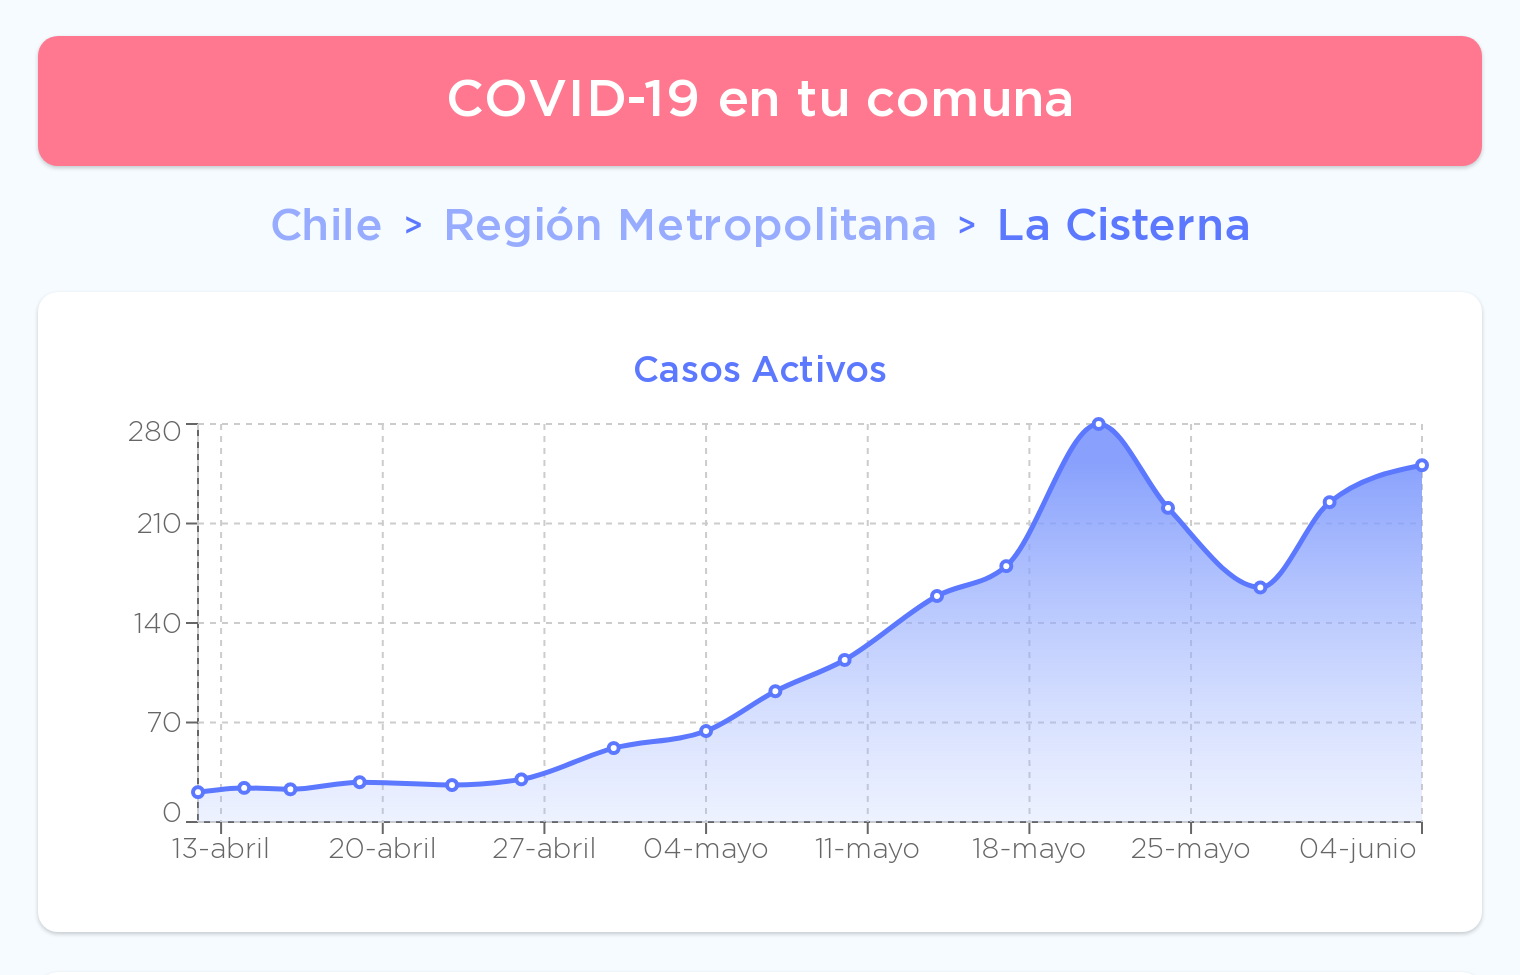 COVID-19 en tu comuna
Chile > Región Metropolitana > La Cisterna
Casos Activos
280
210
140
70
0
13-abril 20-abril 27-abril 04-mayo 11-mayo 18-mayo 25-mayo 04-junio